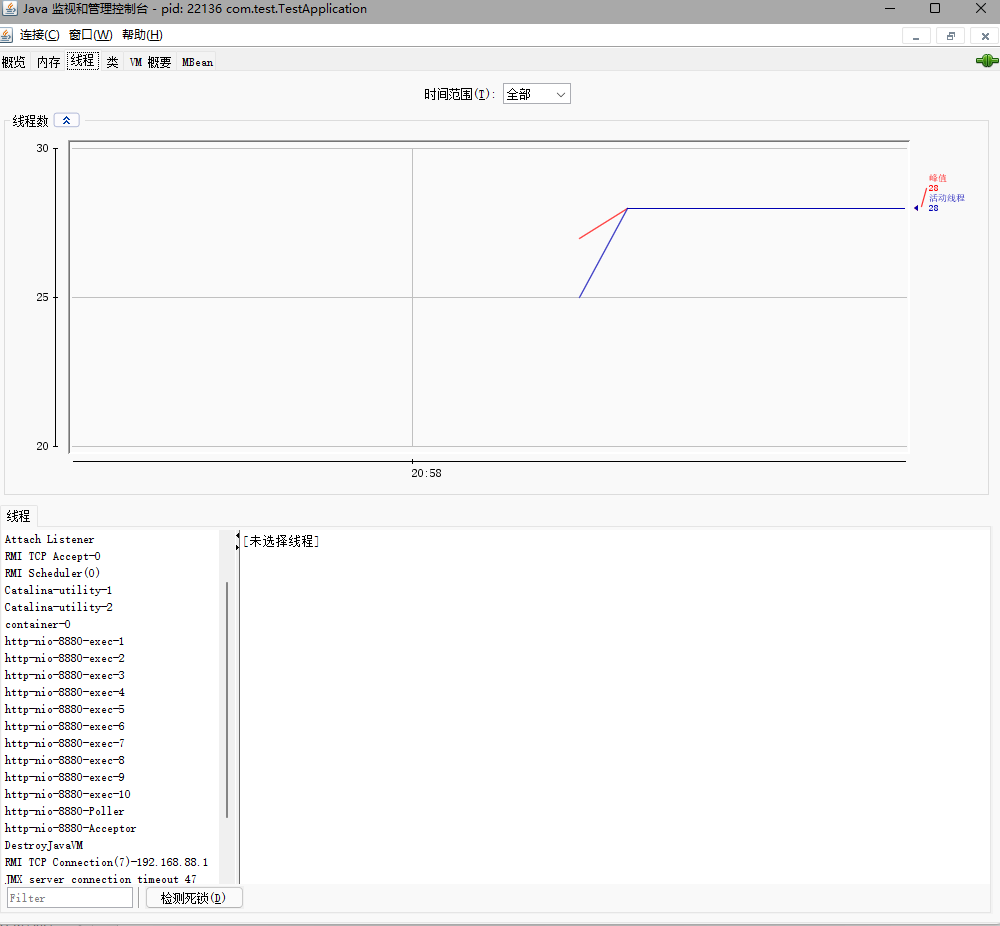 Java 监视和管理控制台 - pid: 22136 com.test.TestApplication
连接(C) 窗口(W) 帮助(H)
概览 内存 线程 类 VM 概要 MBean
时间范围(I): 全部
线程数
30
25
20
20:58
峰值
28
活动线程
28
线程
Attach Listener
RMI TCP Accept-0
RMI Scheduler(0)
Catalina-utility-1
Catalina-utility-2
container-0
http-nio-8880-exec-1
http-nio-8880-exec-2
http-nio-8880-exec-3
http-nio-8880-exec-4
http-nio-8880-exec-5
http-nio-8880-exec-6
http-nio-8880-exec-7
http-nio-8880-exec-8
http-nio-8880-exec-9
http-nio-8880-exec-10
http-nio-8880-Poller
http-nio-8880-Acceptor
DestroyJavaVM
RMI TCP Connection(7)-192.168.88.1
JMX server connection timeout 47
[未选择线程]
Filter
检测死锁(D)